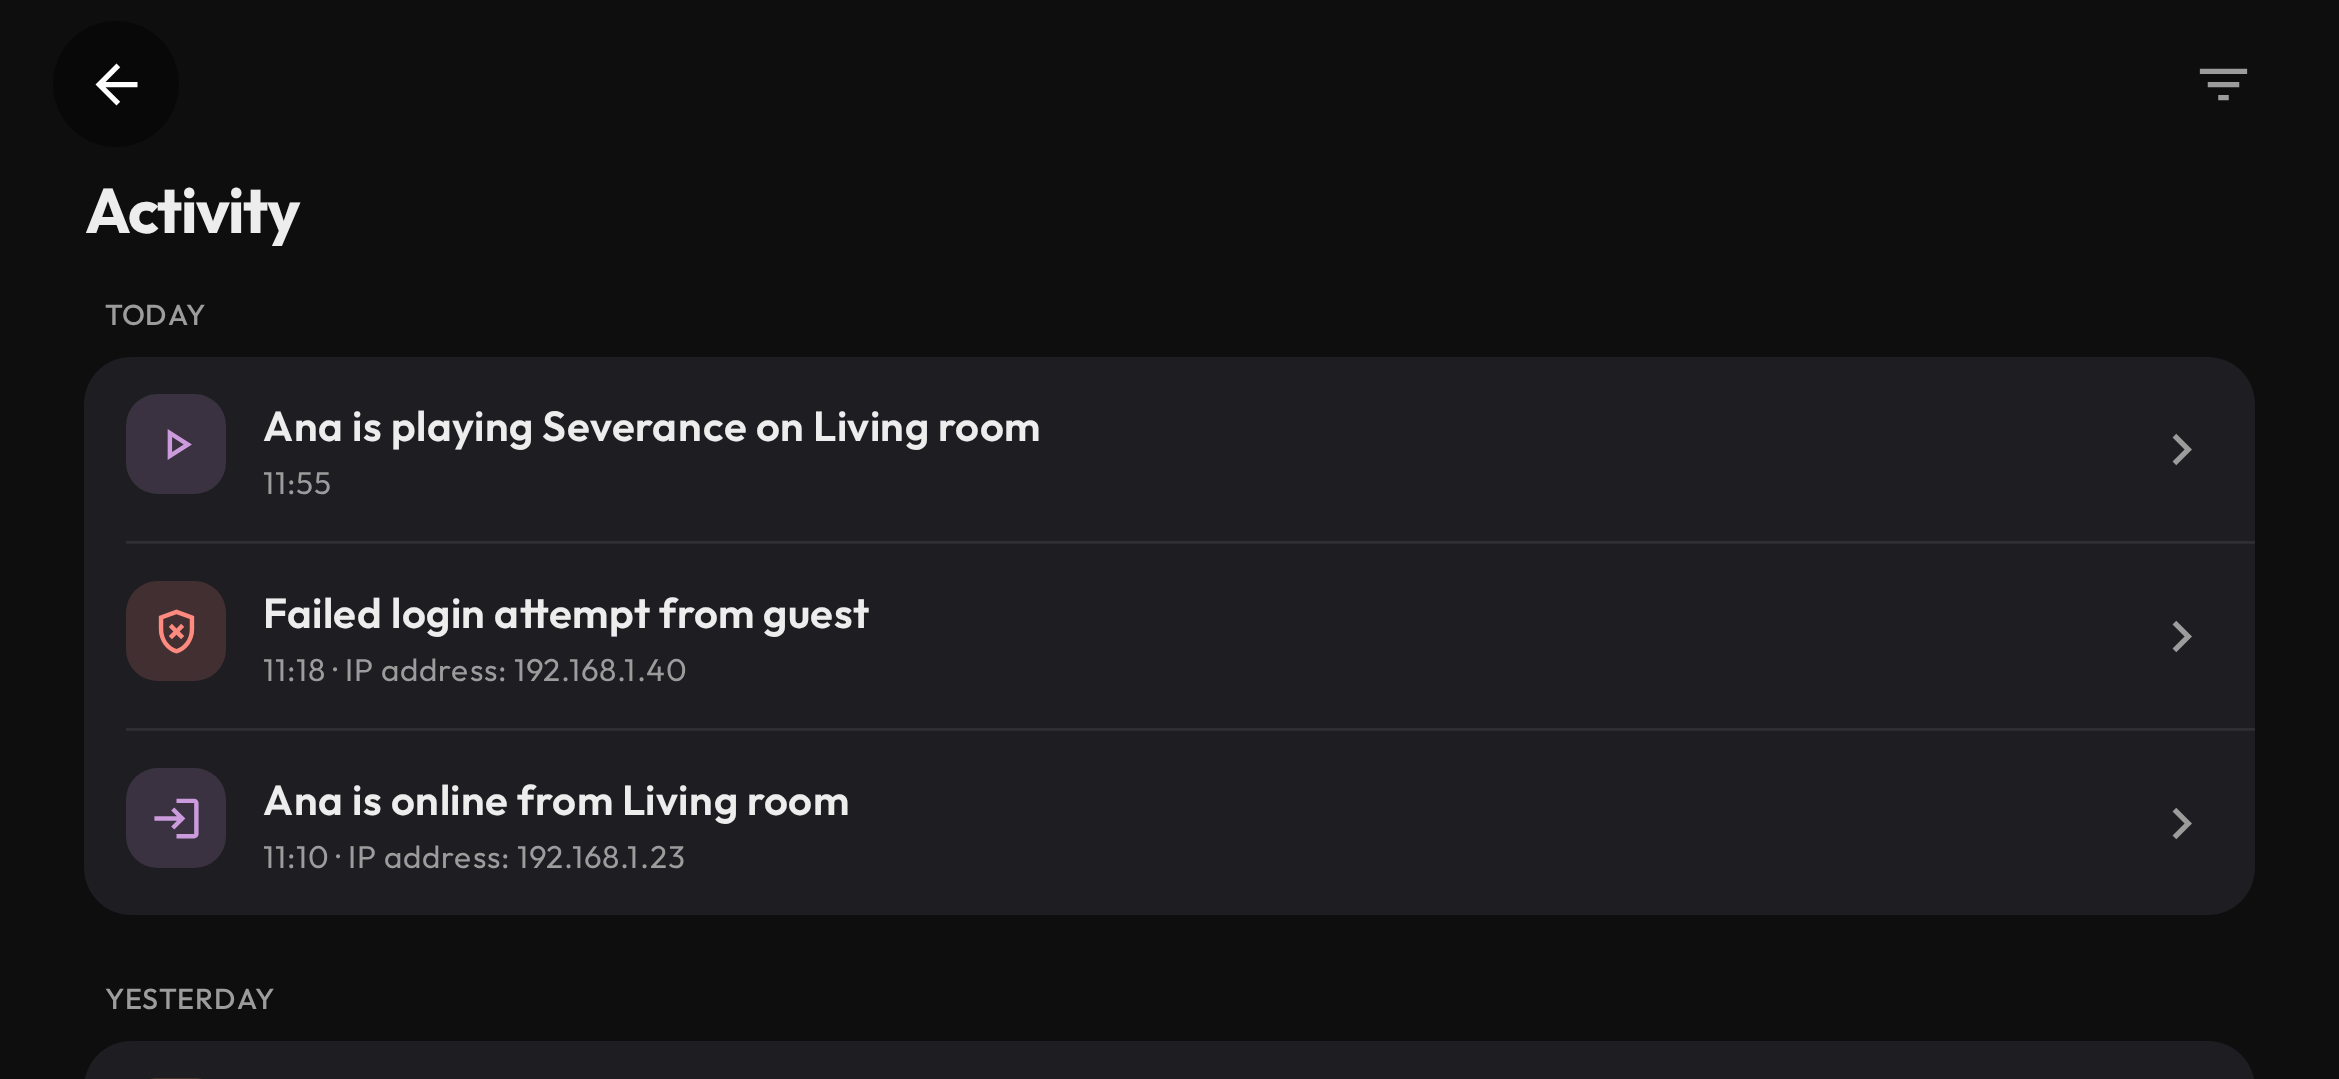 Activity
TODAY
Ana is playing Severance on Living room
11:55
Failed login attempt from guest
11:18 · IP address: 192.168.1.40
Ana is online from Living room
11:10 · IP address: 192.168.1.23
YESTERDAY